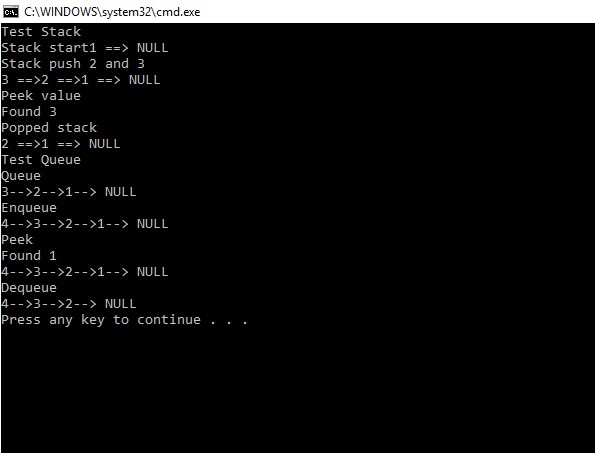 C:\WINDOWS\system32\cmd.exe
Test Stack
Stack start1 ==> NULL
Stack push 2 and 3
3 ==>2 ==>1 ==> NULL
Peek value
Found 3
Popped stack
2 ==>1 ==> NULL
Test Queue
Queue
3-->2-->1--> NULL
Enqueue
4-->3-->2-->1--> NULL
Peek
Found 1
4-->3-->2-->1--> NULL
Dequeue
4-->3-->2--> NULL
Press any key to continue . . .